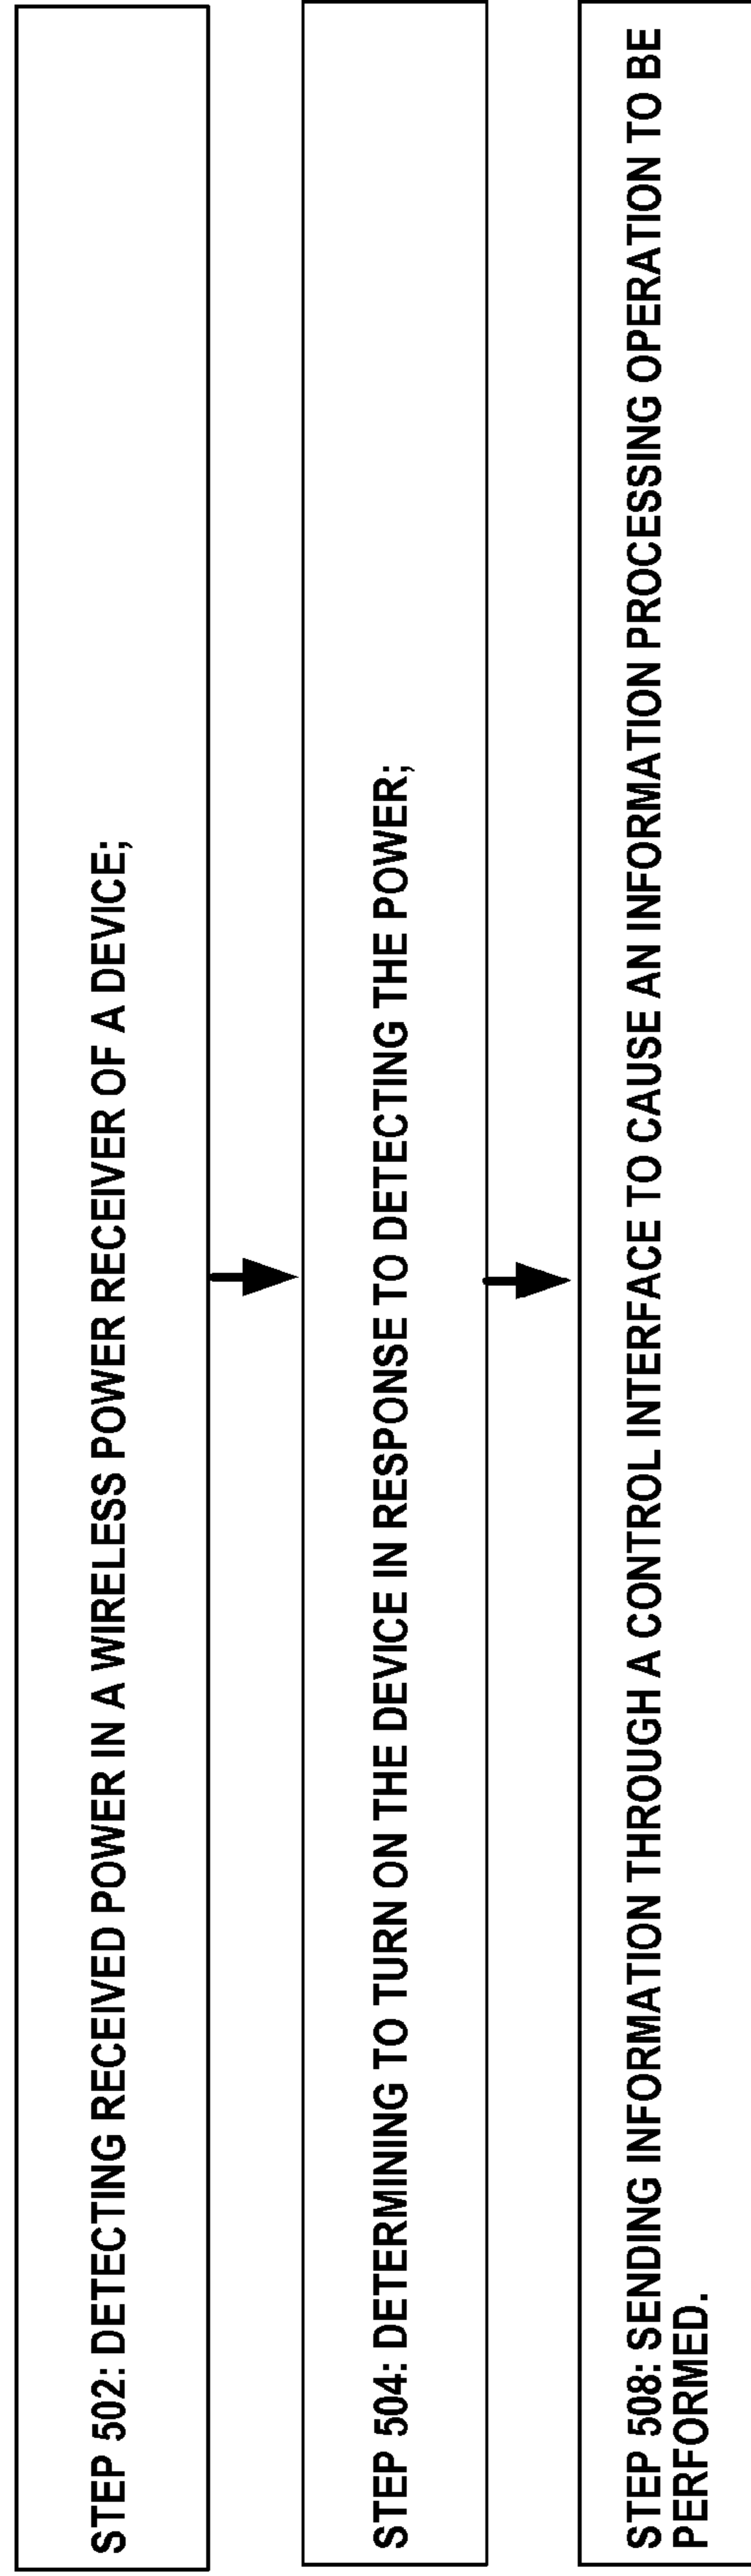 STEP 502: DETECTING RECEIVED POWER IN A WIRELESS POWER RECEIVER OF A DEVICE;
STEP 504: DETERMINING TO TURN ON THE DEVICE IN RESPONSE TO DETECTING THE POWER;
STEP 508: SENDING INFORMATION THROUGH A CONTROL INTERFACE TO CAUSE AN INFORMATION PROCESSING OPERATION TO BE
PERFORMED.